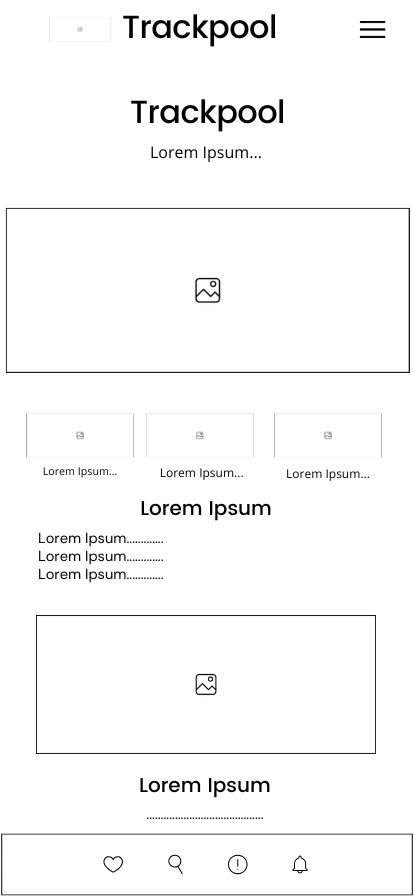 Trackpool
Trackpool
Lorem Ipsum...
Lorem Ipsum... Lorem Ipsum... Lorem Ipsum...
Lorem Ipsum
Lorem Ipsum.............
Lorem Ipsum.............
Lorem Ipsum.............
Lorem Ipsum
.........................................